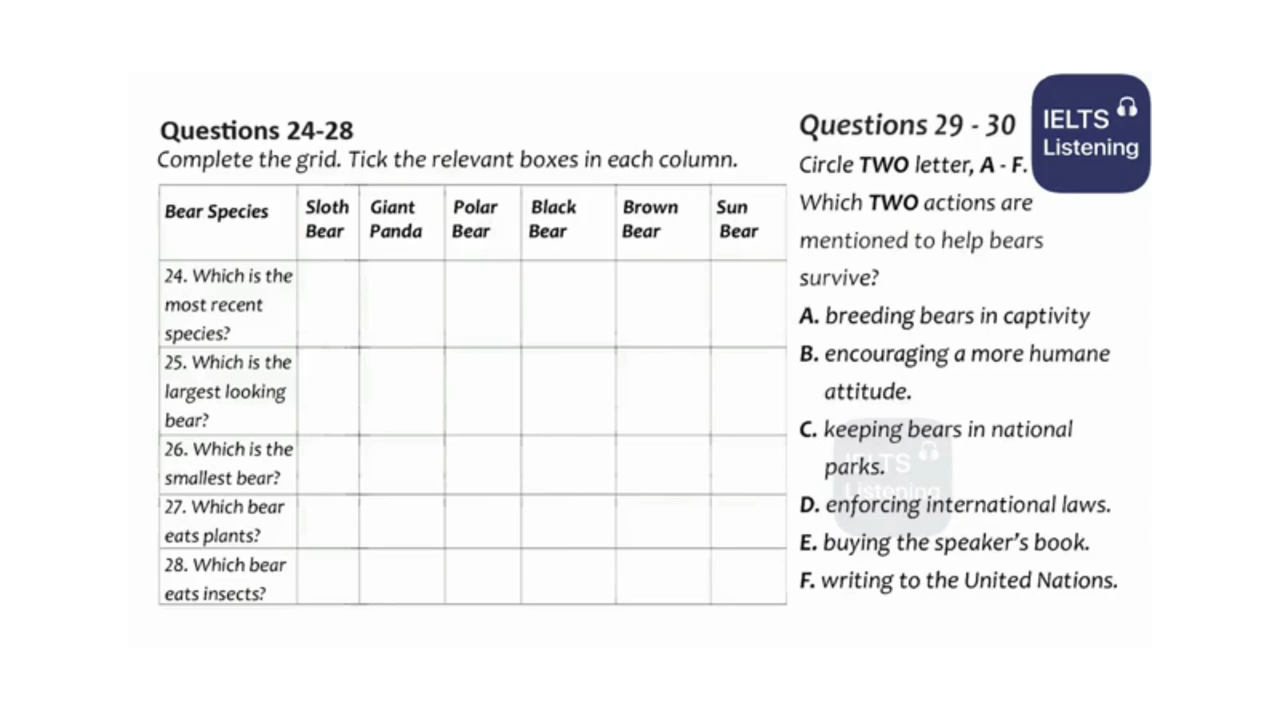 Questions 24-28
Complete the grid. Tick the relevant boxes in each column.
Bear Species
Sloth
Bear
Giant
Panda
Polar
Bear
Black
Bear
Brown
Bear
Sun
Bear
24. Which is the
most recent
species?
25. Which is the
largest looking
bear?
26. Which is the
smallest bear?
27. Which bear
eats plants?
28. Which bear
eats insects?
Questions 29 - 30
Circle TWO letter, A - F.
Which TWO actions are
mentioned to help bears
survive?
A. breeding bears in captivity
B. encouraging a more humane
attitude.
C. keeping bears in national
parks.
D. enforcing international laws.
E. buying the speaker's book.
F. writing to the United Nations.
IELTS
Listening
IELTS
Listening